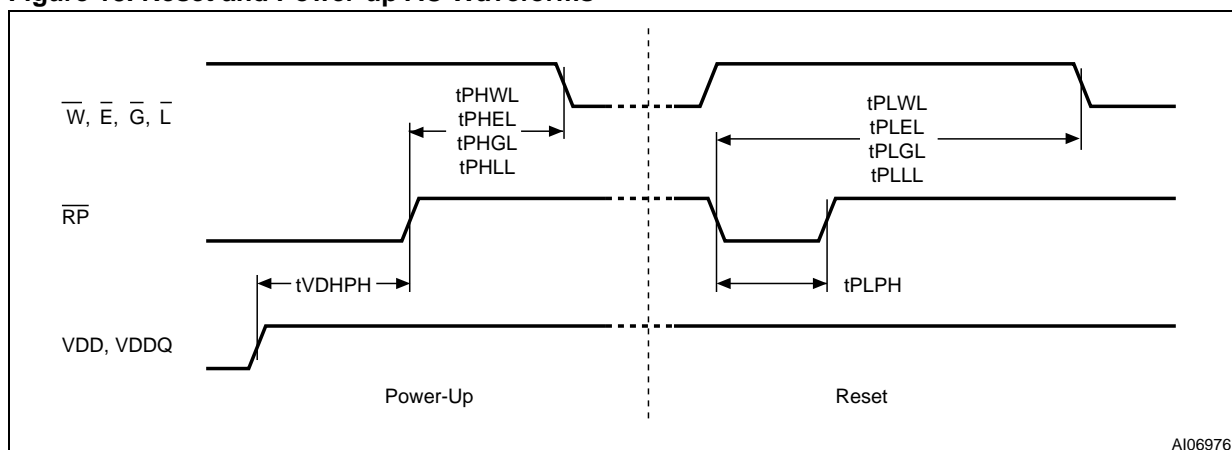 W, E, G, L
tPHWL
tPHEL
tPHGL
tPHLL
tPLWL
tPLEL
tPLGL
tPLLL
RP
tVDHPH
tPLPH
VDD, VDDQ
Power-Up
Reset
AI06976